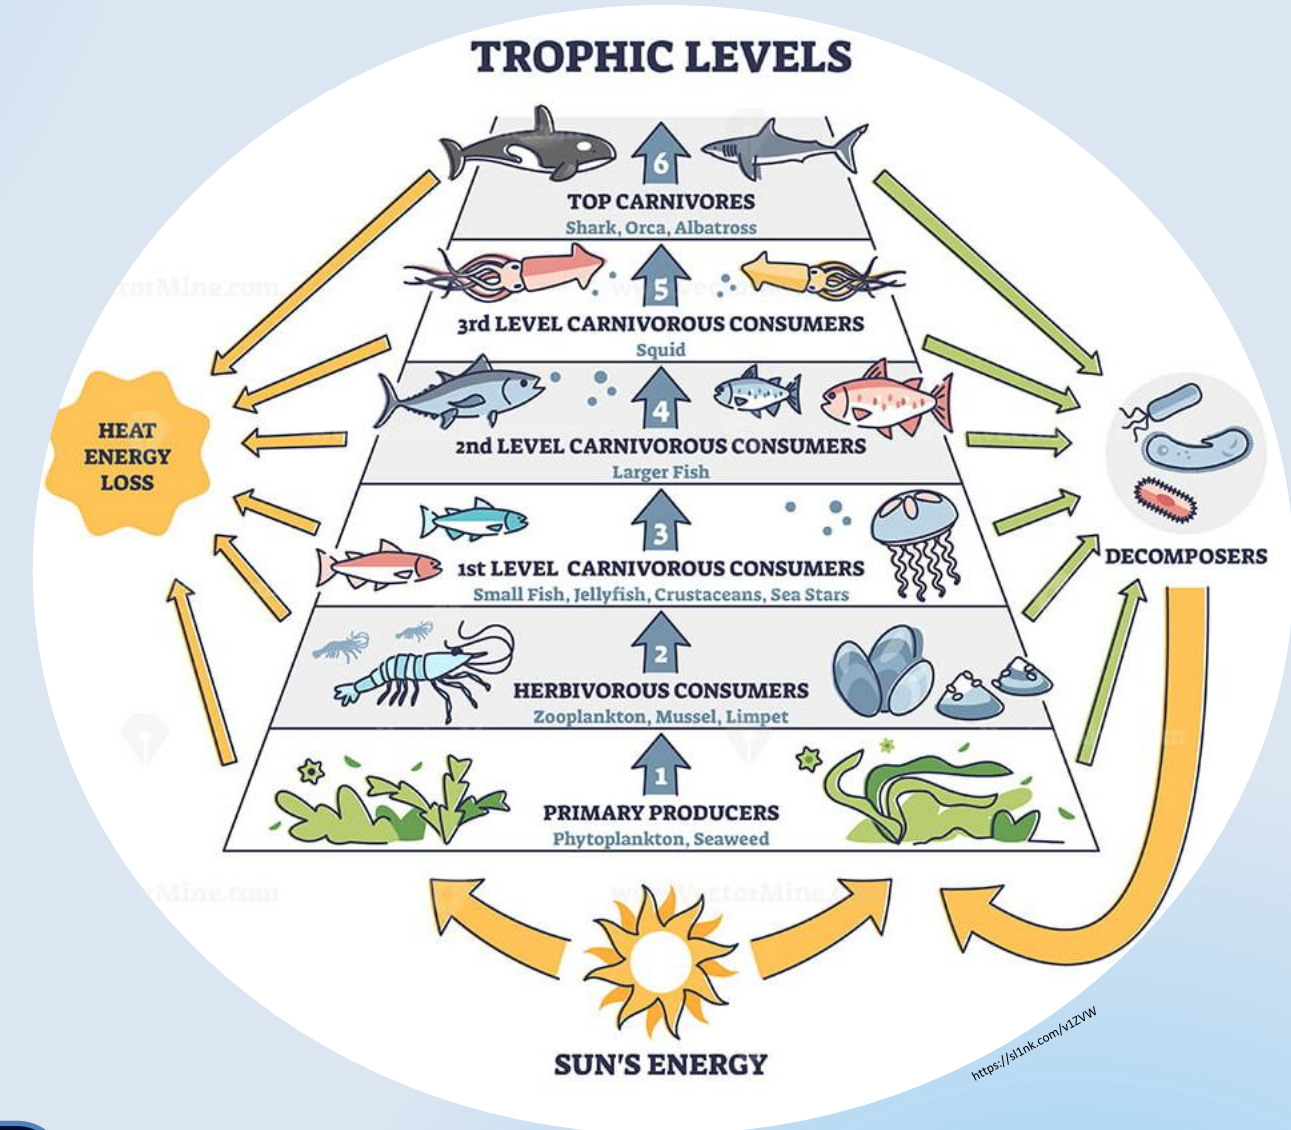 TROPHIC LEVELS
6
TOP CARNIVORES
Shark, Orca, Albatross
5
3rd LEVEL CARNIVOROUS CONSUMERS
Squid
4
2nd LEVEL CARNIVOROUS CONSUMERS
Larger Fish
HEAT
ENERGY
LOSS
3
1st LEVEL CARNIVOROUS CONSUMERS
Small Fish, Jellyfish, Crustaceans, Sea Stars
DECOMPOSERS
2
HERBIVOROUS CONSUMERS
Zooplankton, Mussel, Limpet
1
PRIMARY PRODUCERS
Phytoplankton, Seaweed
SUN'S ENERGY
https://sl1nk.com/v1ZVW